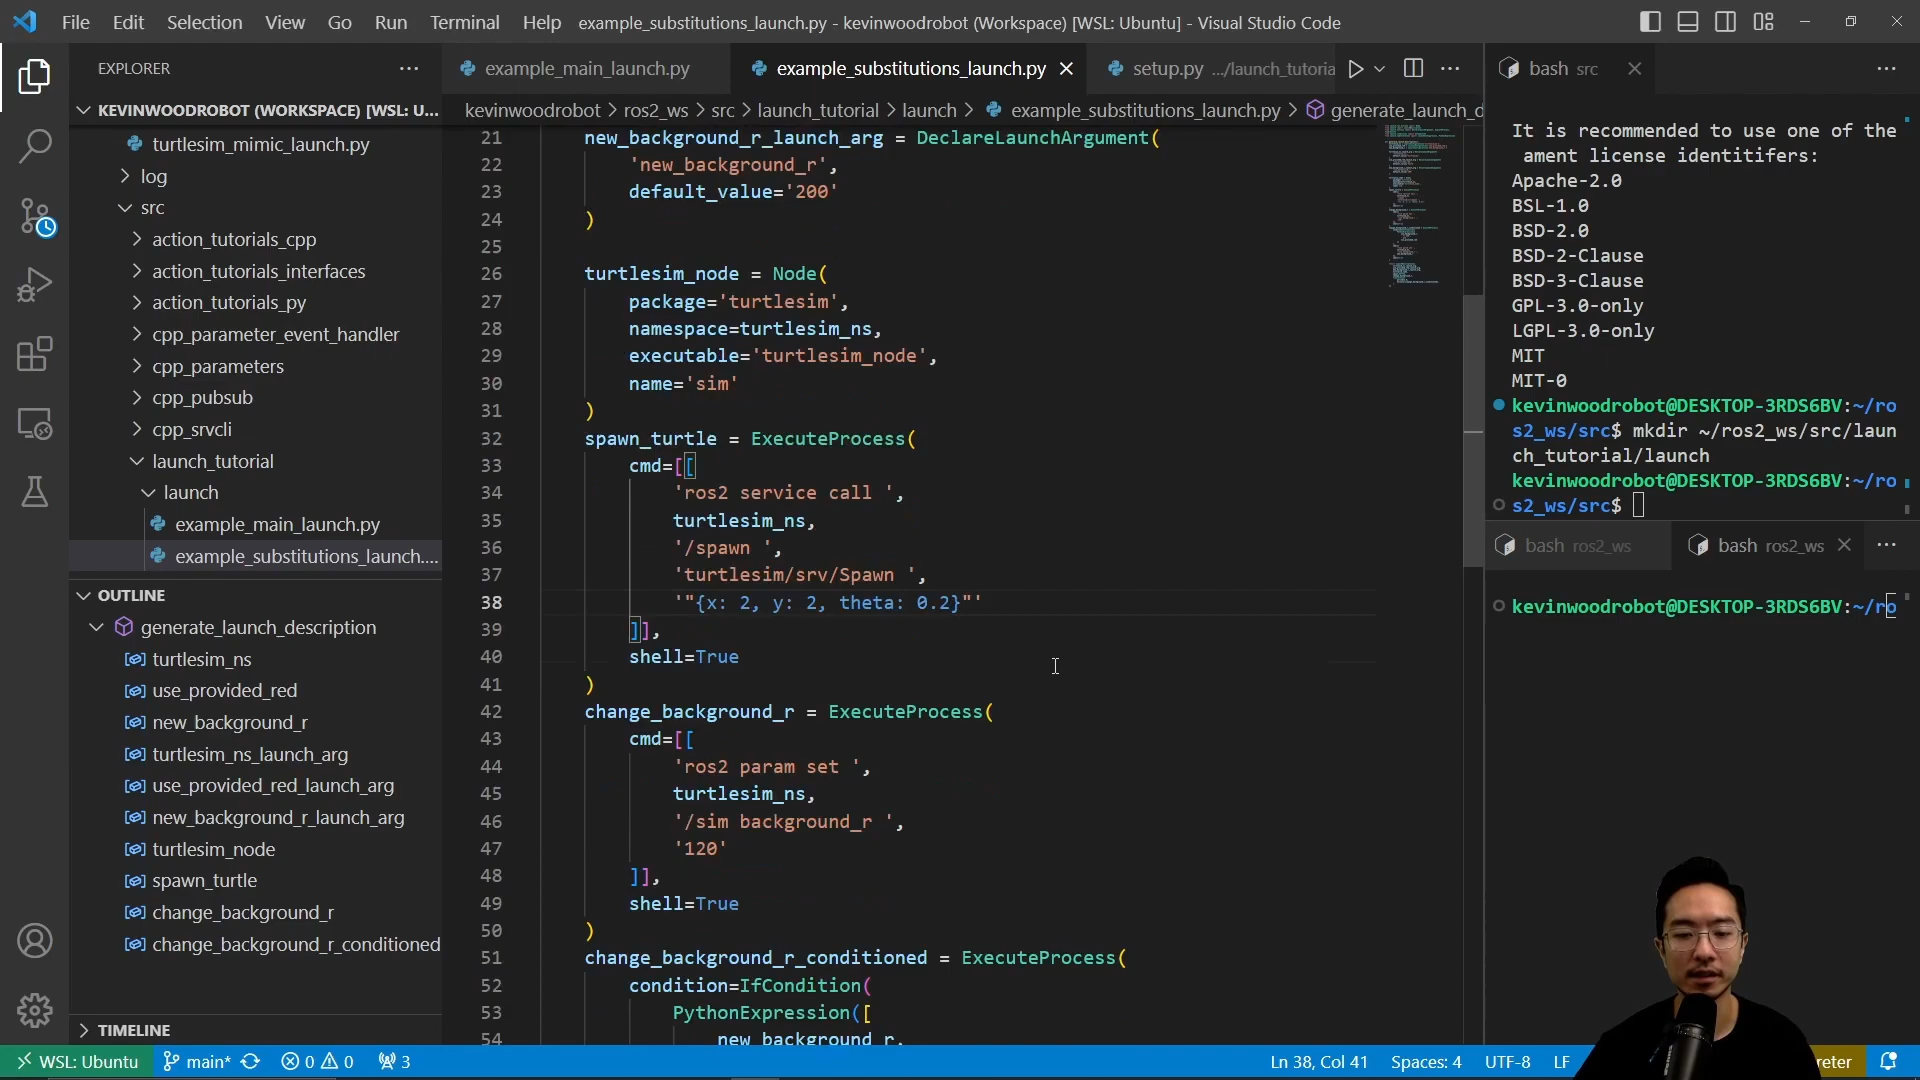 File Edit Selection View Go Run Terminal Help example_substitutions_launch.py - kevinwoodrobot (Workspace) [WSL: Ubuntu] - Visual Studio Code
EXPLORER
KEVINWOODROBOT (WORKSPACE) [WSL: U...
turtlesim_mimic_launch.py
log
src
action_tutorials_cpp
action_tutorials_interfaces
action_tutorials_py
cpp_parameter_event_handler
cpp_parameters
cpp_pubsub
cpp_srvcli
launch_tutorial
launch
example_main_launch.py
example_substitutions_launch....
OUTLINE
generate_launch_description
turtlesim_ns
use_provided_red
new_background_r
turtlesim_ns_launch_arg
use_provided_red_launch_arg
new_background_r_launch_arg
turtlesim_node
spawn_turtle
change_background_r
change_background_r_conditioned
TIMELINE
example_main_launch.py example_substitutions_launch.py setup.py .../launch_tutoria
kevinwoodrobot > ros2_ws > src > launch_tutorial > launch > example_substitutions_launch.py > generate_launch_d
21 new_background_r_launch_arg = DeclareLaunchArgument(
22 'new_background_r',
23 default_value='200'
24 )
25
26 turtlesim_node = Node(
27 package='turtlesim',
28 namespace=turtlesim_ns,
29 executable='turtlesim_node',
30 name='sim'
31 )
32 spawn_turtle = ExecuteProcess(
33 cmd=[[
34 'ros2 service call ',
35 turtlesim_ns,
36 '/spawn ',
37 'turtlesim/srv/Spawn ',
38 '"{x: 2, y: 2, theta: 0.2}"'
39 ]],
40 shell=True
41 )
42 change_background_r = ExecuteProcess(
43 cmd=[[
44 'ros2 param set ',
45 turtlesim_ns,
46 '/sim background_r ',
47 '120'
48 ]],
49 shell=True
50 )
51 change_background_r_conditioned = ExecuteProcess(
52 condition=IfCondition(
53 PythonExpression([
54 new_background_r,
bash src
It is recommended to use one of the
ament license identitifers:
Apache-2.0
BSL-1.0
BSD-2.0
BSD-2-Clause
BSD-3-Clause
GPL-3.0-only
LGPL-3.0-only
MIT
MIT-0
kevinwoodrobot@DESKTOP-3RDS6BV:~/ro
s2_ws/src$ mkdir ~/ros2_ws/src/laun
ch_tutorial/launch
kevinwoodrobot@DESKTOP-3RDS6BV:~/ro
s2_ws/src$
bash ros2_ws bash ros2_ws
kevinwoodrobot@DESKTOP-3RDS6BV:~/ro
WSL: Ubuntu main* 0 0 3 Ln 38, Col 41 Spaces: 4 UTF-8 LF reter